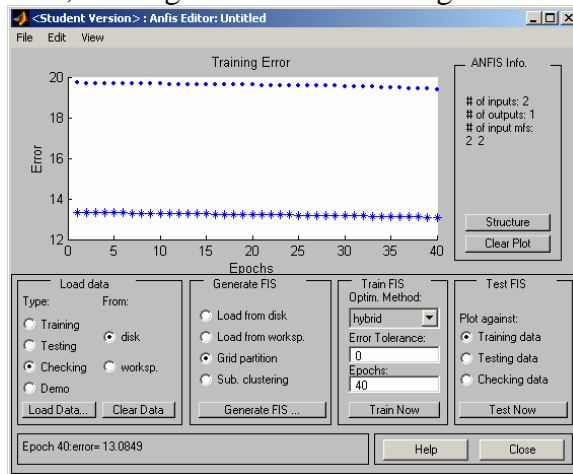 <Student Version> : Anfis Editor: Untitled
File Edit View
Training Error
20
18
16
14
12
Error
0 5 10 15 20 25 30 35 40
Epochs
ANFIS Info.
# of inputs: 2
# of outputs: 1
# of input mfs:
2 2
Structure
Clear Plot
Load data
Type: From:
Training
Testing
Checking
Demo
disk
worksp.
Load Data... Clear Data
Generate FIS
Load from disk
Load from worksp.
Grid partition
Sub. clustering
Generate FIS ...
Train FIS
Optim. Method:
hybrid
Error Tolerance:
0
Epochs:
40
Train Now
Test FIS
Plot against:
Training data
Testing data
Checking data
Test Now
Epoch 40:error= 13.0849
Help Close